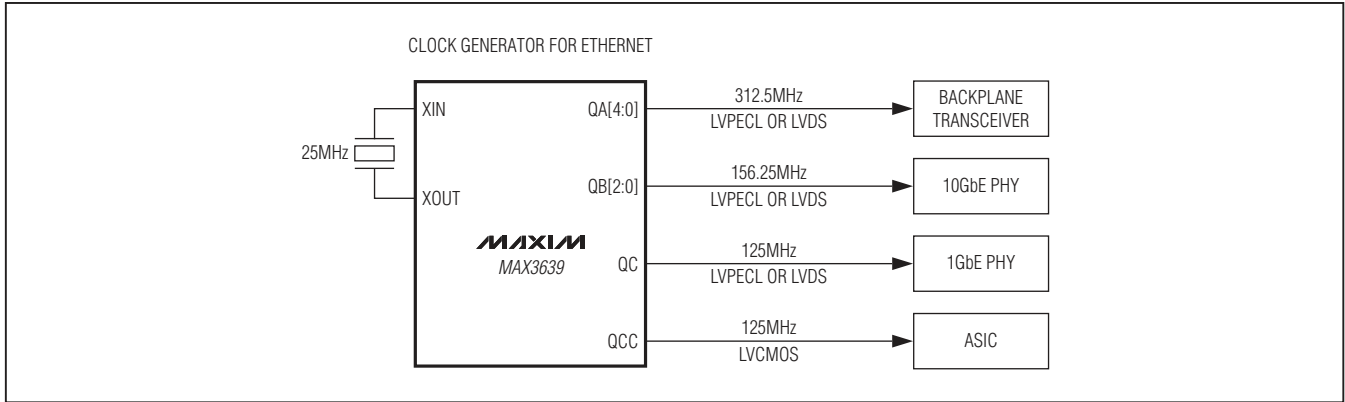 CLOCK GENERATOR FOR ETHERNET
25MHz
XIN
XOUT
MAXIM
MAX3639
QA[4:0]
312.5MHz
LVPECL OR LVDS
BACKPLANE
TRANSCEIVER
QB[2:0]
156.25MHz
LVPECL OR LVDS
10GbE PHY
QC
125MHz
LVPECL OR LVDS
1GbE PHY
QCC
125MHz
LVCMOS
ASIC